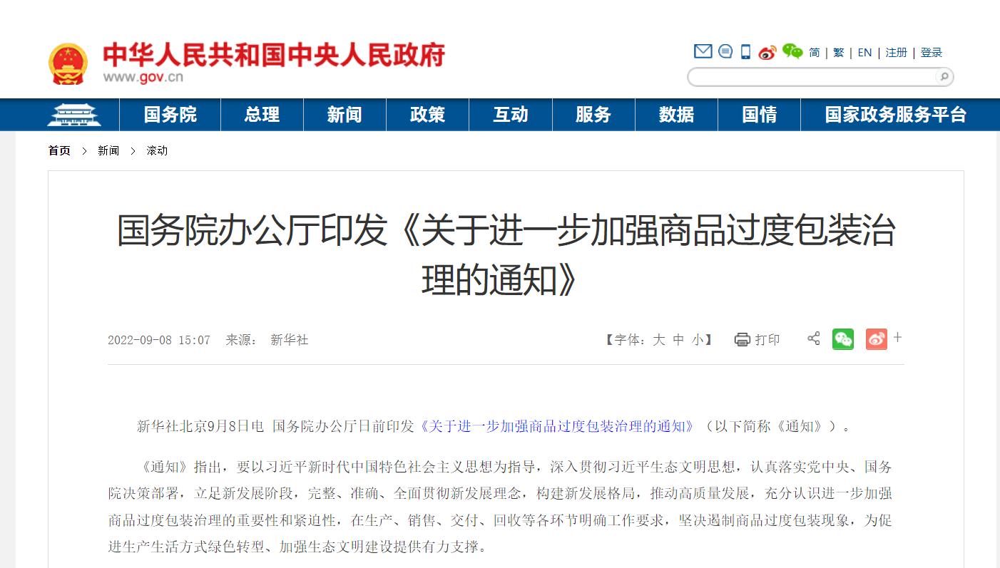 中华人民共和国中央人民政府
www.gov.cn
简 | 繁 | EN | 注册 | 登录
国务院 总理 新闻 政策 互动 服务 数据 国情 国家政务服务平台
首页 > 新闻 > 滚动
国务院办公厅印发《关于进一步加强商品过度包装治
理的通知》
2022-09-08 15:07 来源： 新华社 【字体：大 中 小】 打印 +
新华社北京9月8日电 国务院办公厅日前印发《关于进一步加强商品过度包装治理的通知》（以下简称《通知》）。
《通知》指出，要以习近平新时代中国特色社会主义思想为指导，深入贯彻习近平生态文明思想，认真落实党中央、国务
院决策部署，立足新发展阶段，完整、准确、全面贯彻新发展理念，构建新发展格局，推动高质量发展，充分认识进一步加强
商品过度包装治理的重要性和紧迫性，在生产、销售、交付、回收等各环节明确工作要求，坚决遏制商品过度包装现象，为促
进生产生活方式绿色转型、加强生态文明建设提供有力支撑。